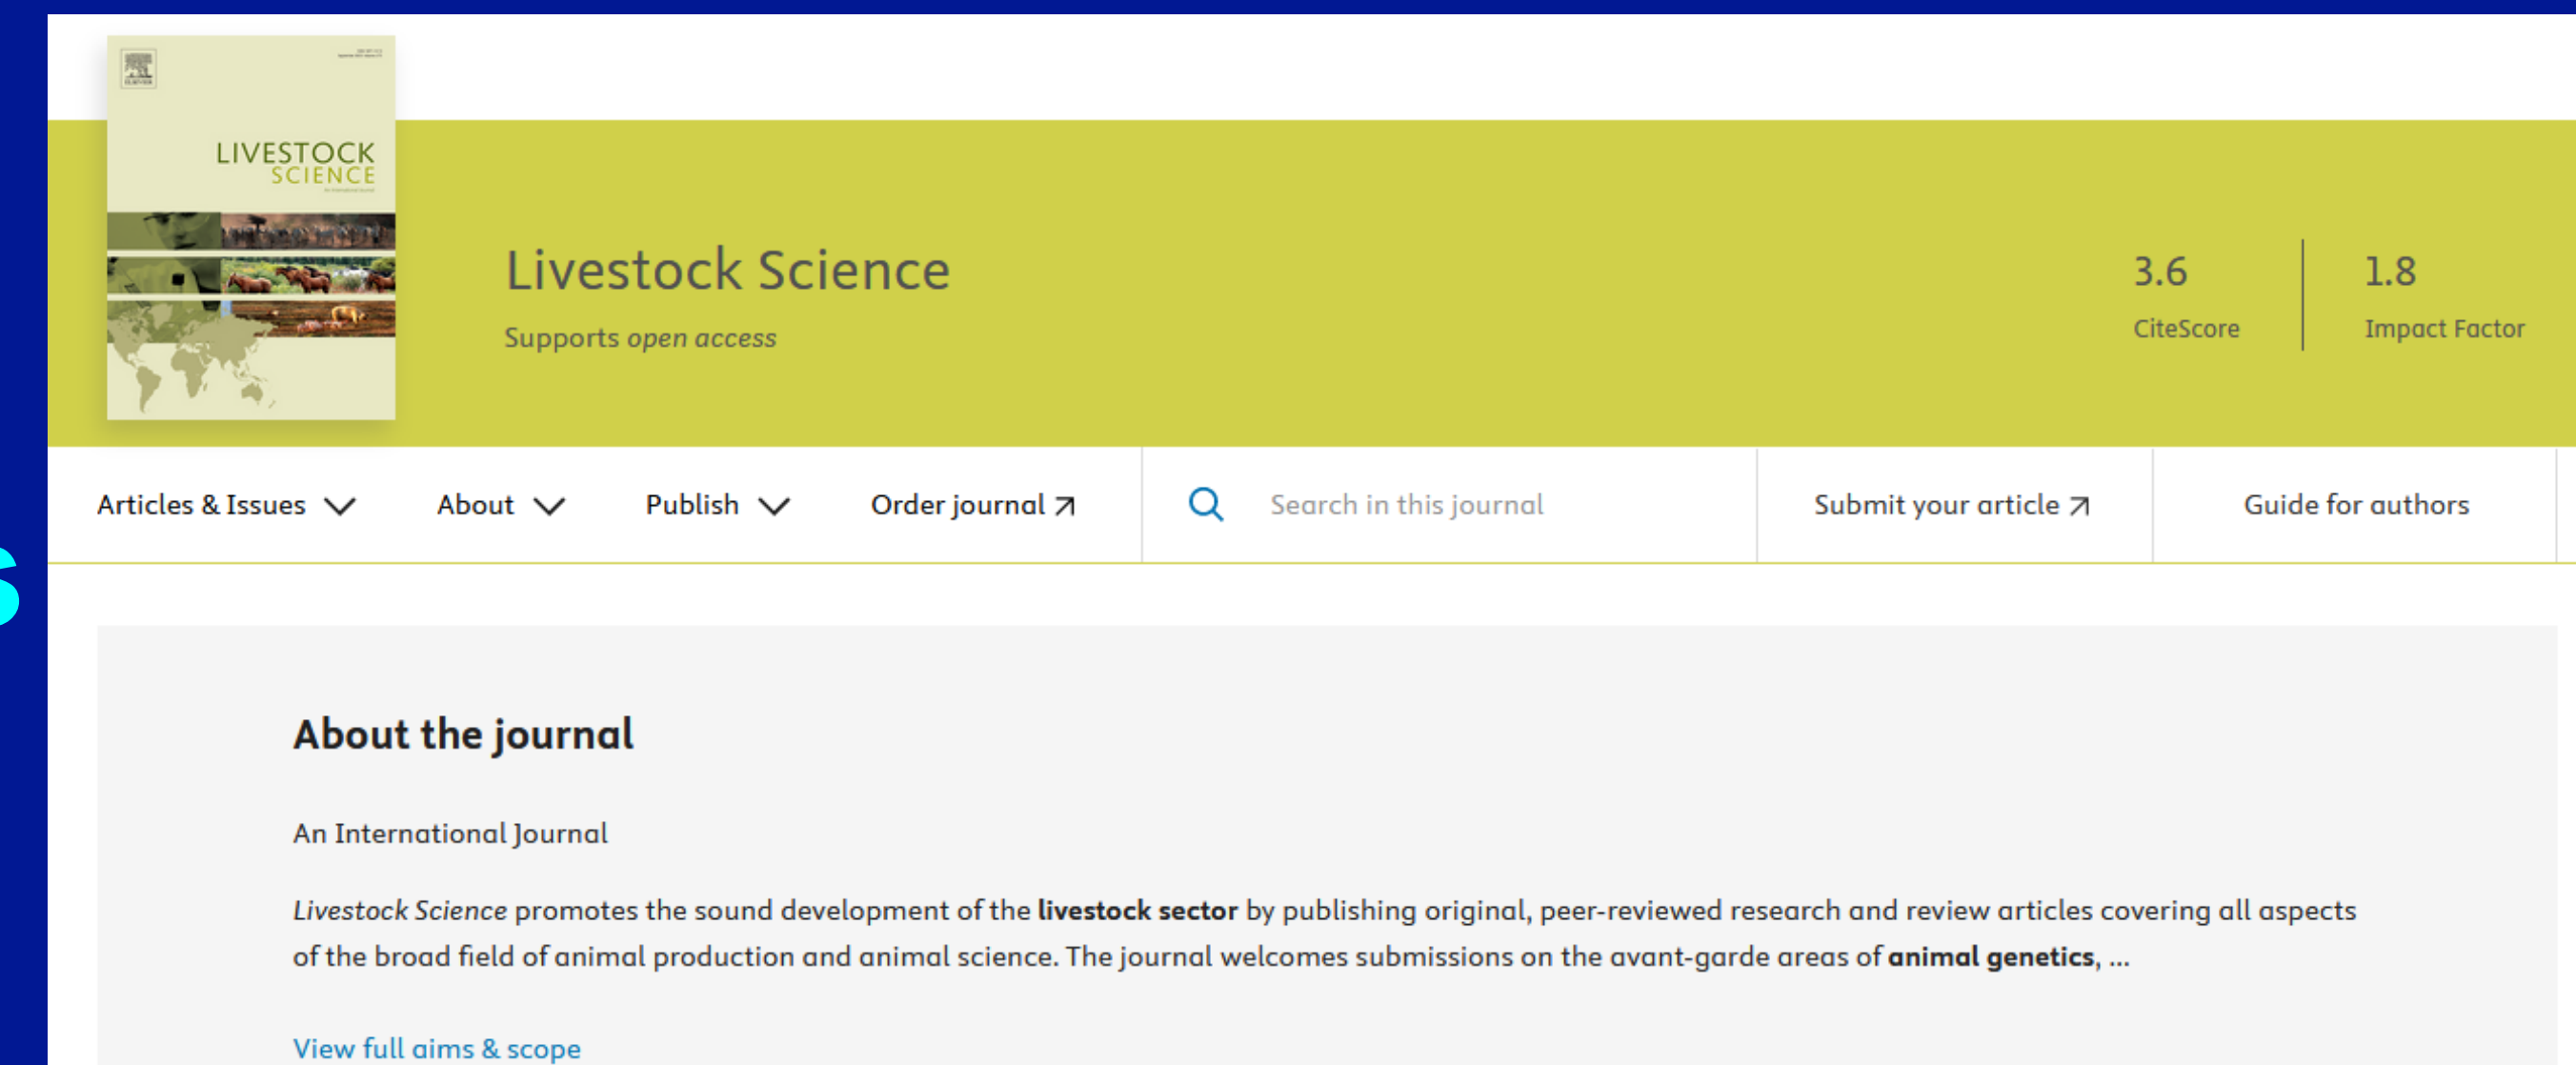 LIVESTOCK
SCIENCE
Livestock Science
Supports open access
3.6
CiteScore
1.8
Impact Factor
Articles & Issues
About
Publish
Order journal
Search in this journal
Submit your article
Guide for authors
s
About the journal
An International Journal
Livestock Science promotes the sound development of the livestock sector by publishing original, peer-reviewed research and review articles covering all aspects
of the broad field of animal production and animal science. The journal welcomes submissions on the avant-garde areas of animal genetics, ...
View full aims & scope